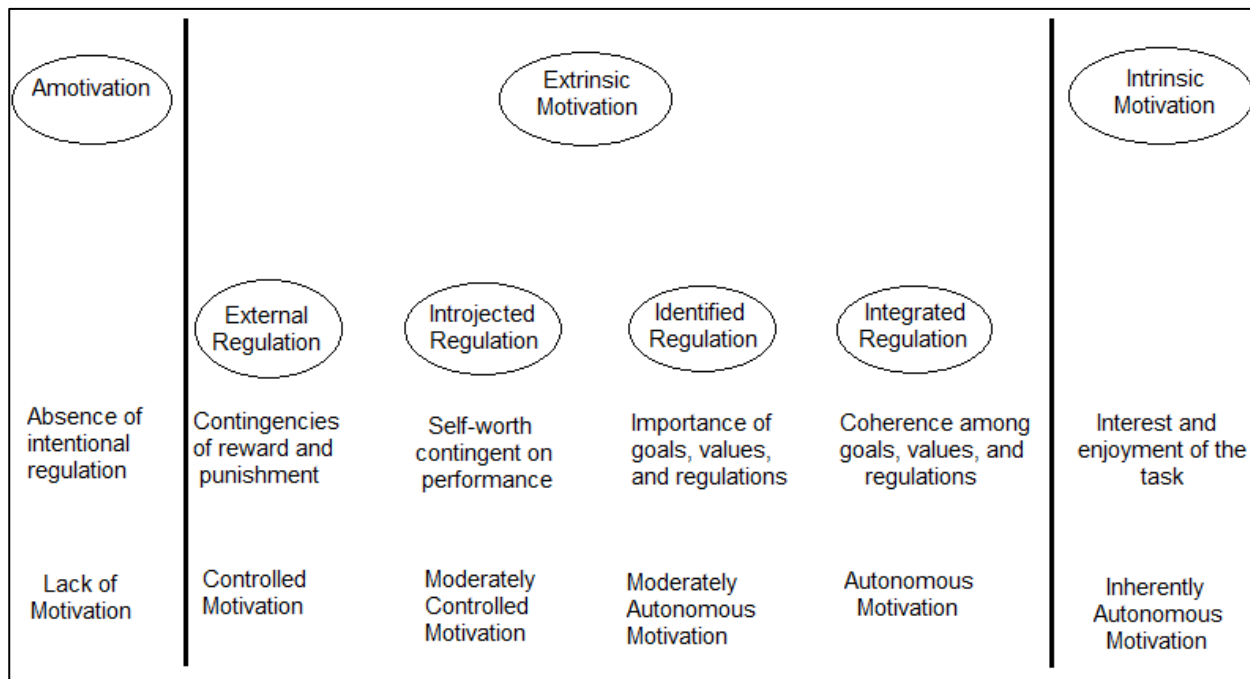 Amotivation
Extrinsic
Motivation
Intrinsic
Motivation
External
Regulation
Introjected
Regulation
Identified
Regulation
Integrated
Regulation
Absence of
intentional
regulation
Contingencies
of reward and
punishment
Self-worth
contingent on
performance
Importance of
goals, values,
and regulations
Coherence among
goals, values, and
regulations
Interest and
enjoyment of the
task
Lack of
Motivation
Controlled
Motivation
Moderately
Controlled
Motivation
Moderately
Autonomous
Motivation
Autonomous
Motivation
Inherently
Autonomous
Motivation